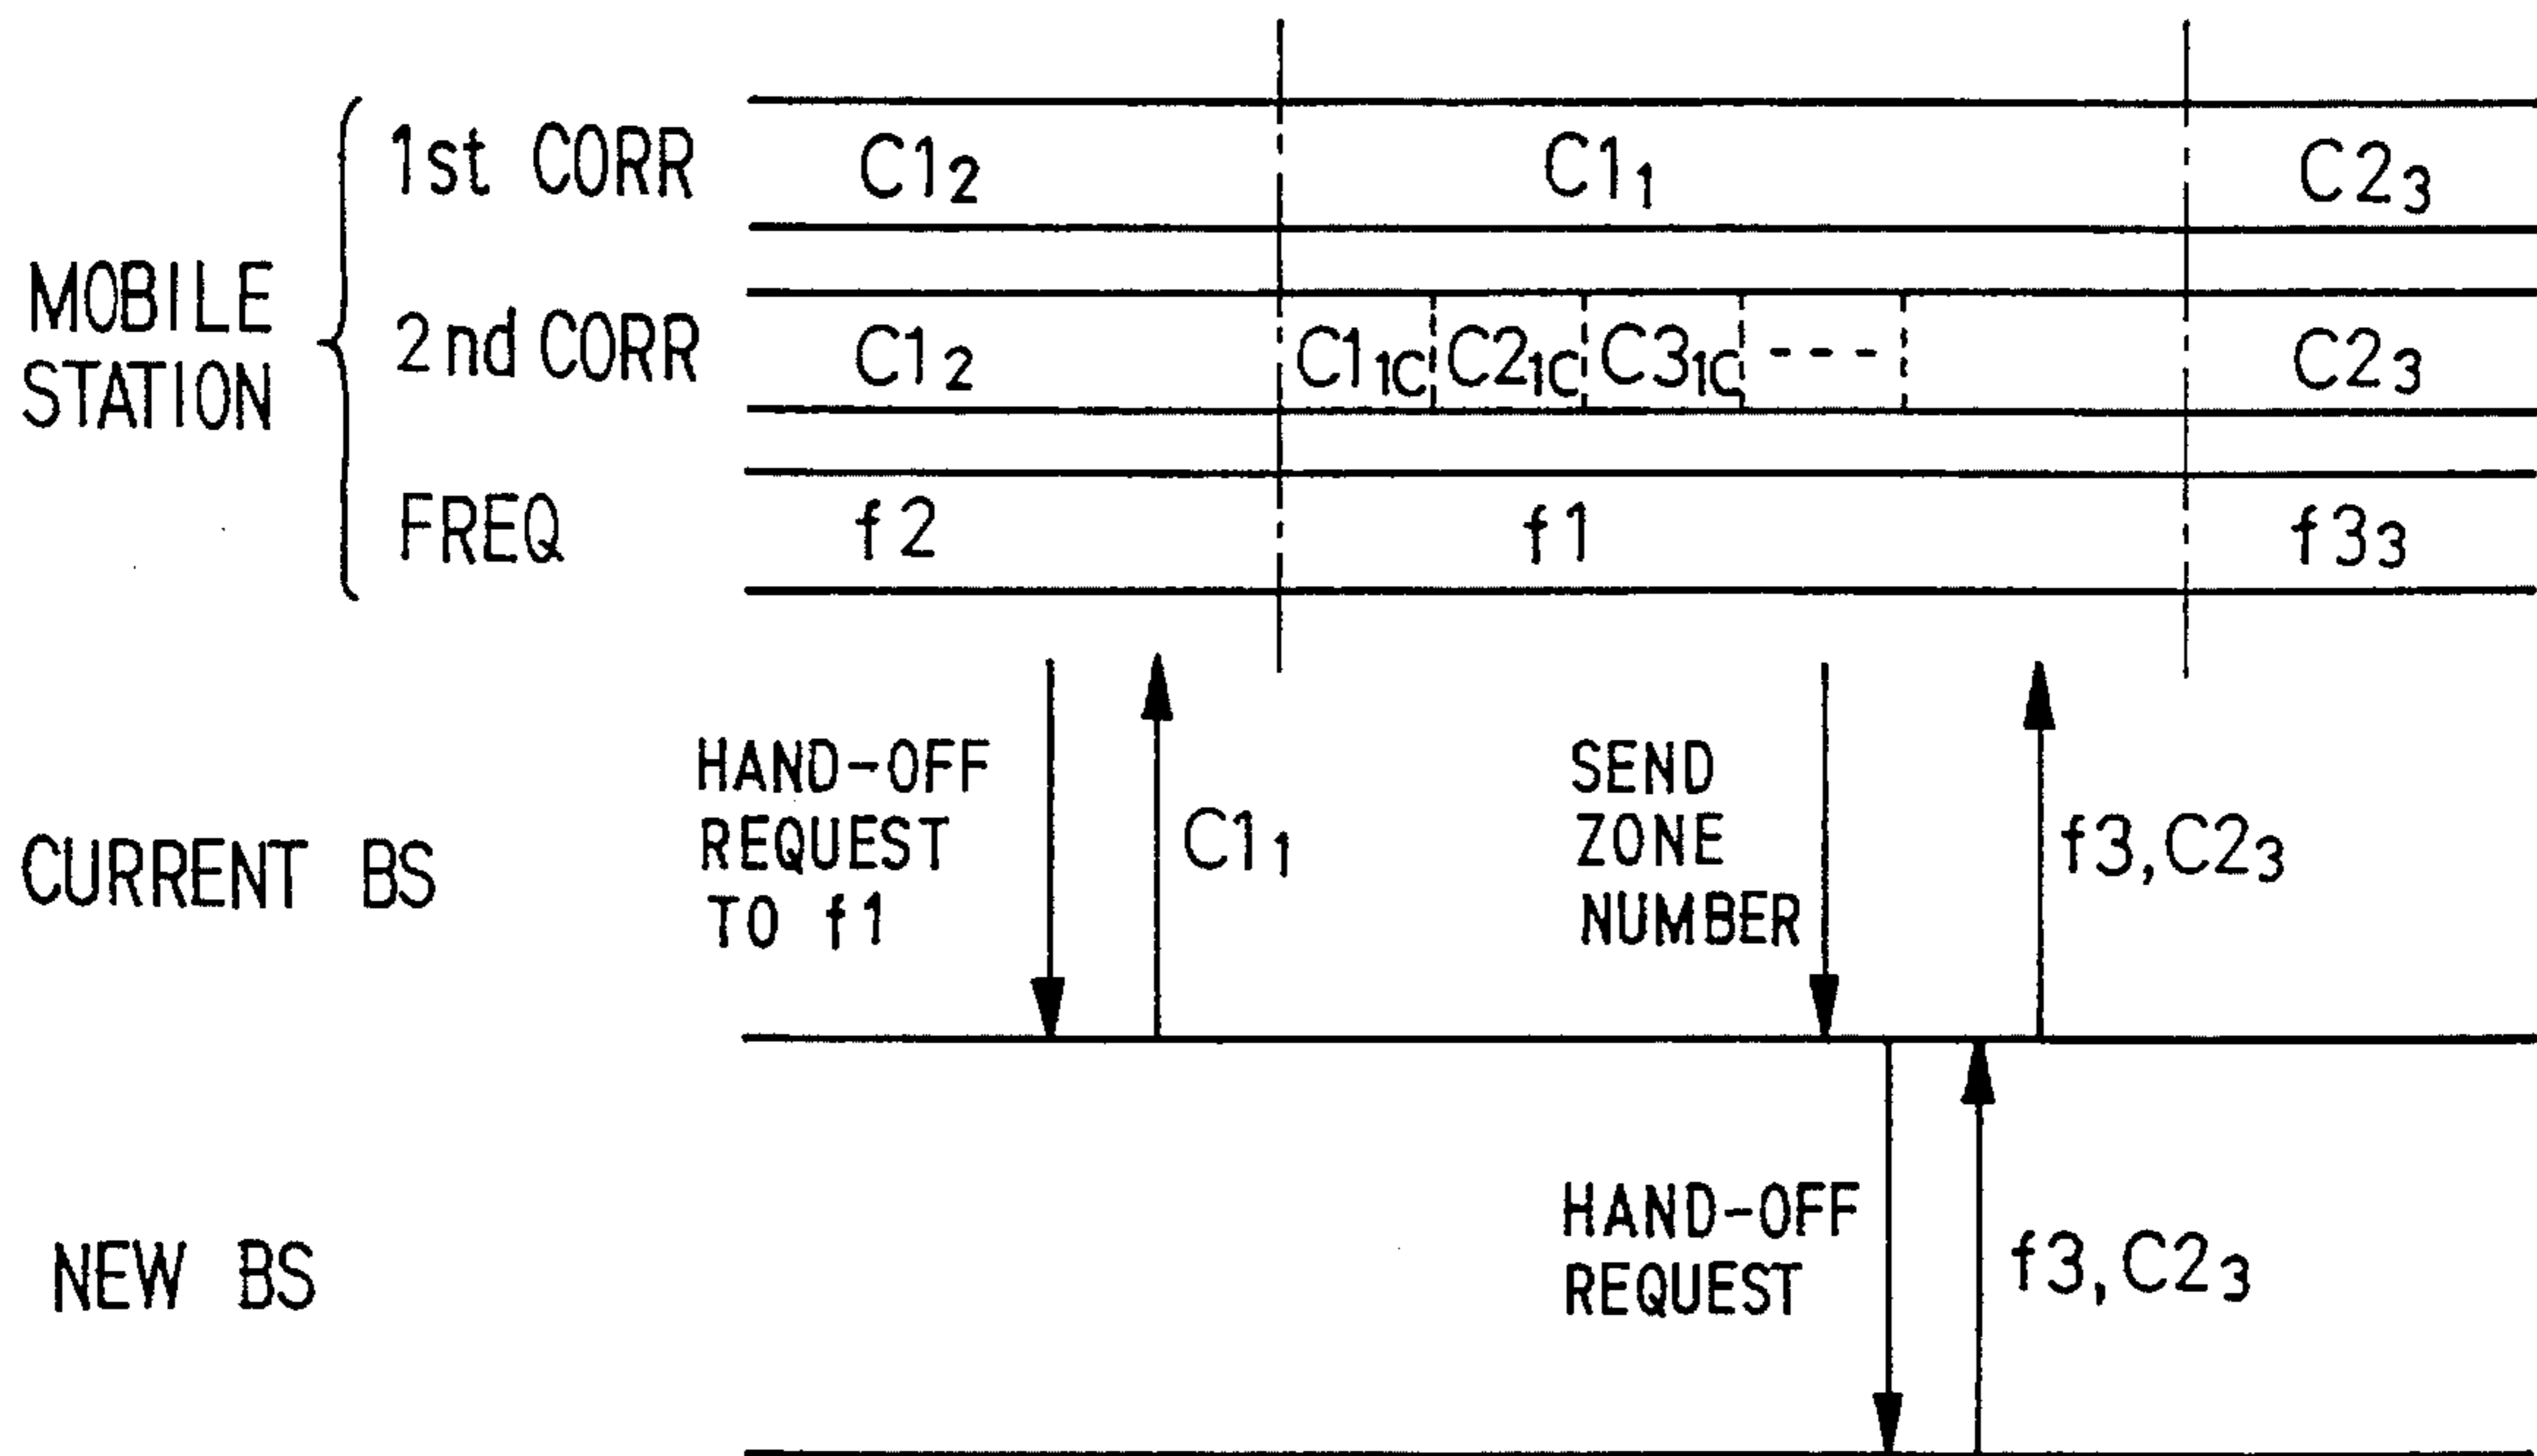 MOBILE
STATION
1st CORR C1₂ C1₁ C2₃
2nd CORR C1₂ C1₁C C2₁C C3₁C - - - C2₃
FREQ f2 f1 f3₃
CURRENT BS
HAND-OFF
REQUEST
TO f1
C1₁
SEND
ZONE
NUMBER
f3,C2₃
NEW BS
HAND-OFF
REQUEST
f3,C2₃